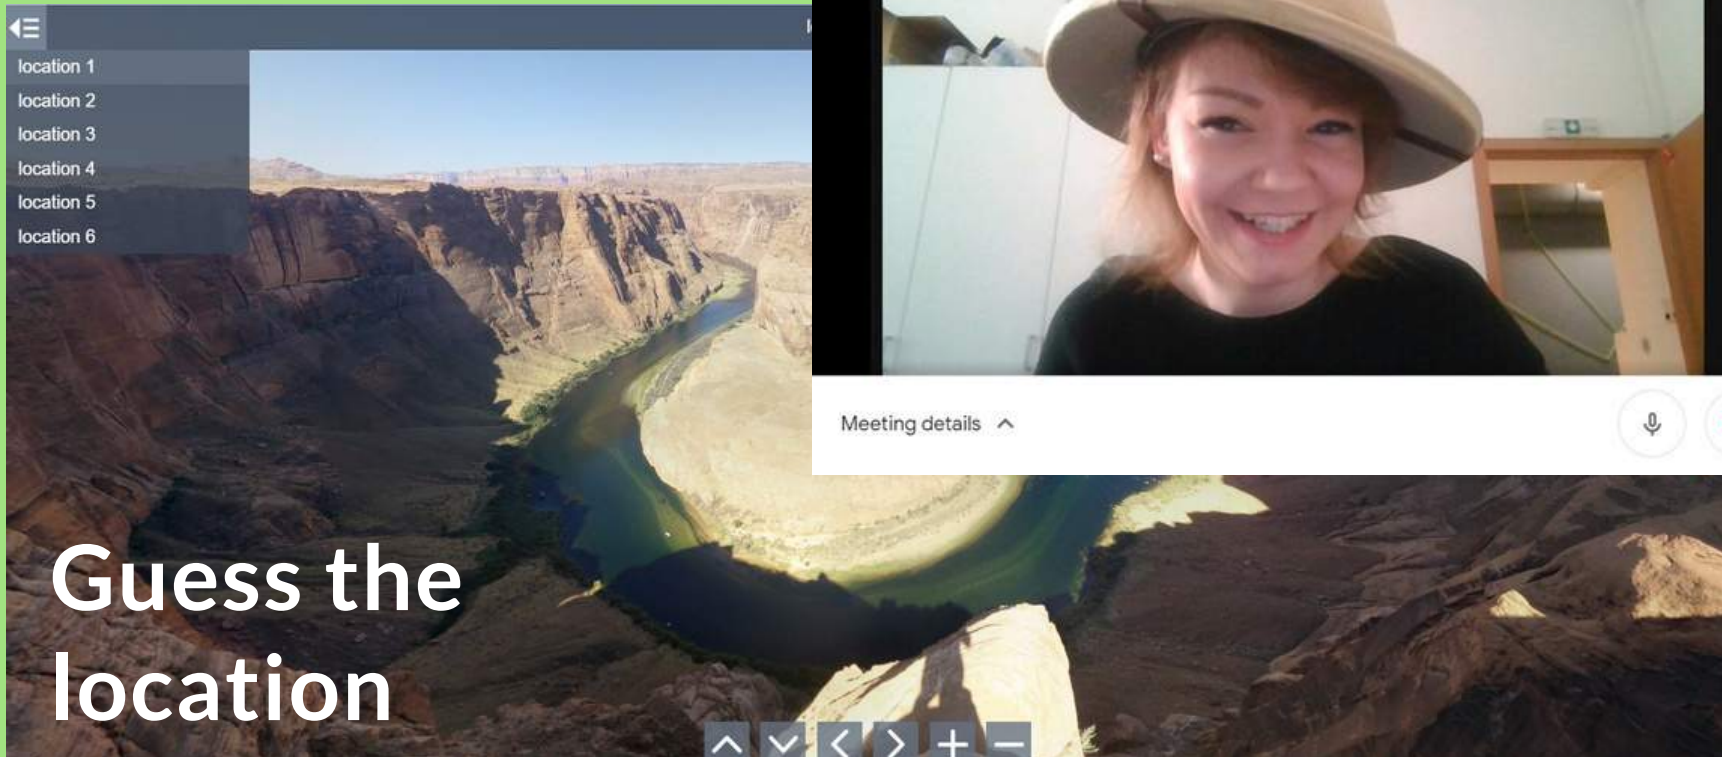 location 1
location 2
location 3
location 4
location 5
location 6
Meeting details
Guess the
location